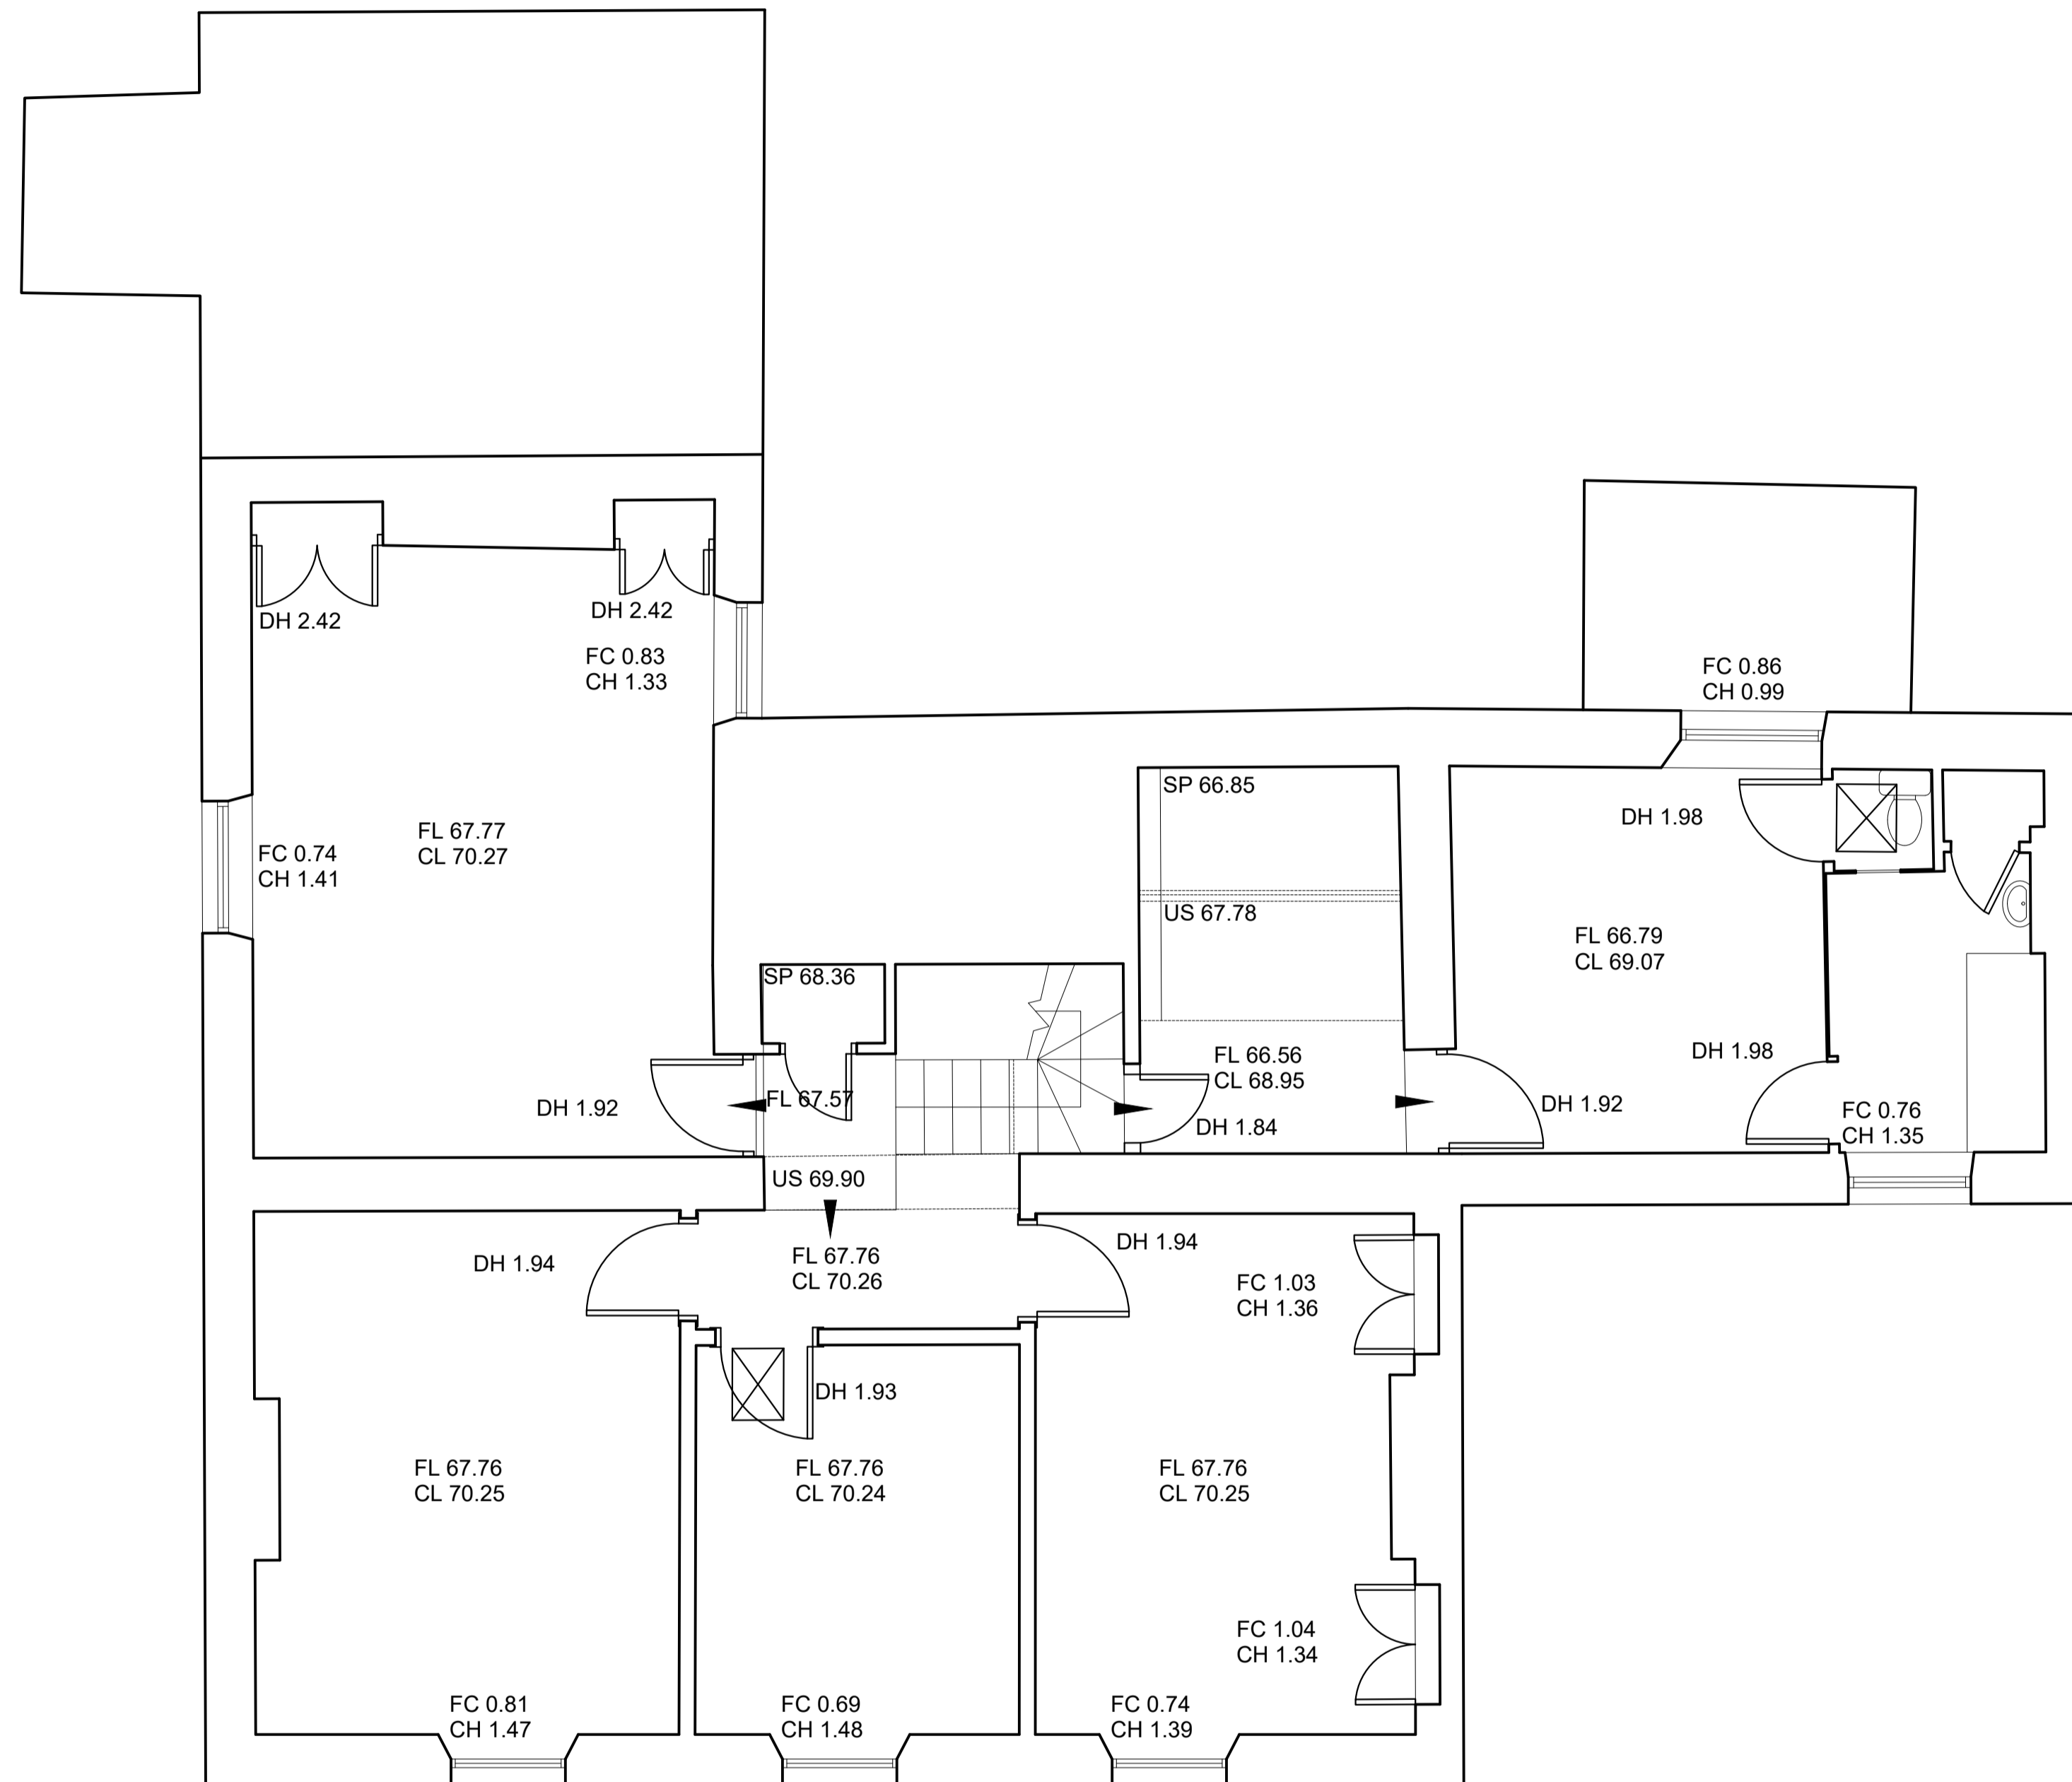 DH 2.42
DH 2.42
FC 0.83
CH 1.33
FC 0.86
CH 0.99
SP 66.85
DH 1.98
FL 67.77
CL 70.27
FC 0.74
CH 1.41
US 67.78
FL 66.79
CL 69.07
SP 68.36
FL 66.56
CL 68.95
DH 1.98
FL 67.57
DH 1.92
DH 1.84
DH 1.92
FC 0.76
CH 1.35
US 69.90
DH 1.94
FL 67.76
CL 70.26
DH 1.94
FC 1.03
CH 1.36
DH 1.93
FL 67.76
CL 70.25
FL 67.76
CL 70.24
FL 67.76
CL 70.25
FC 1.04
CH 1.34
FC 0.81
CH 1.47
FC 0.69
CH 1.48
FC 0.74
CH 1.39